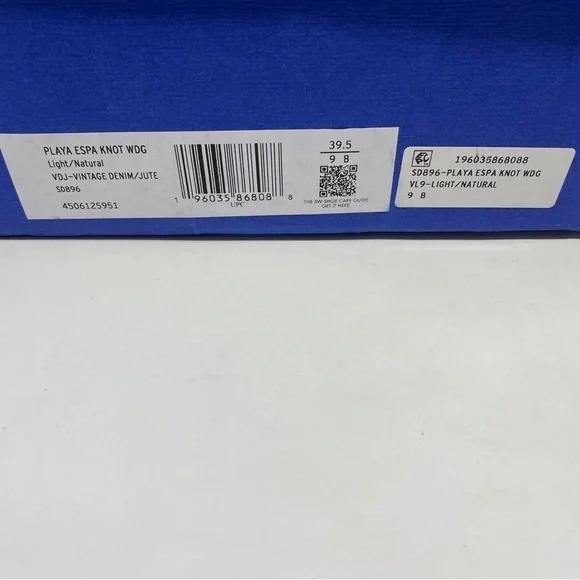 PLAYA ESPA KNOT WDG
Light/Natural
VDJ-VINTAGE DENIM/JUTE
SD896
4506125951
1 96035 86808 8
UPC
39.5
9 B
THE SW SHOE CARE GUIDE
GET IT HERE
196035868088
SD896-PLAYA ESPA KNOT WDG
VL9-LIGHT/NATURAL
9 B